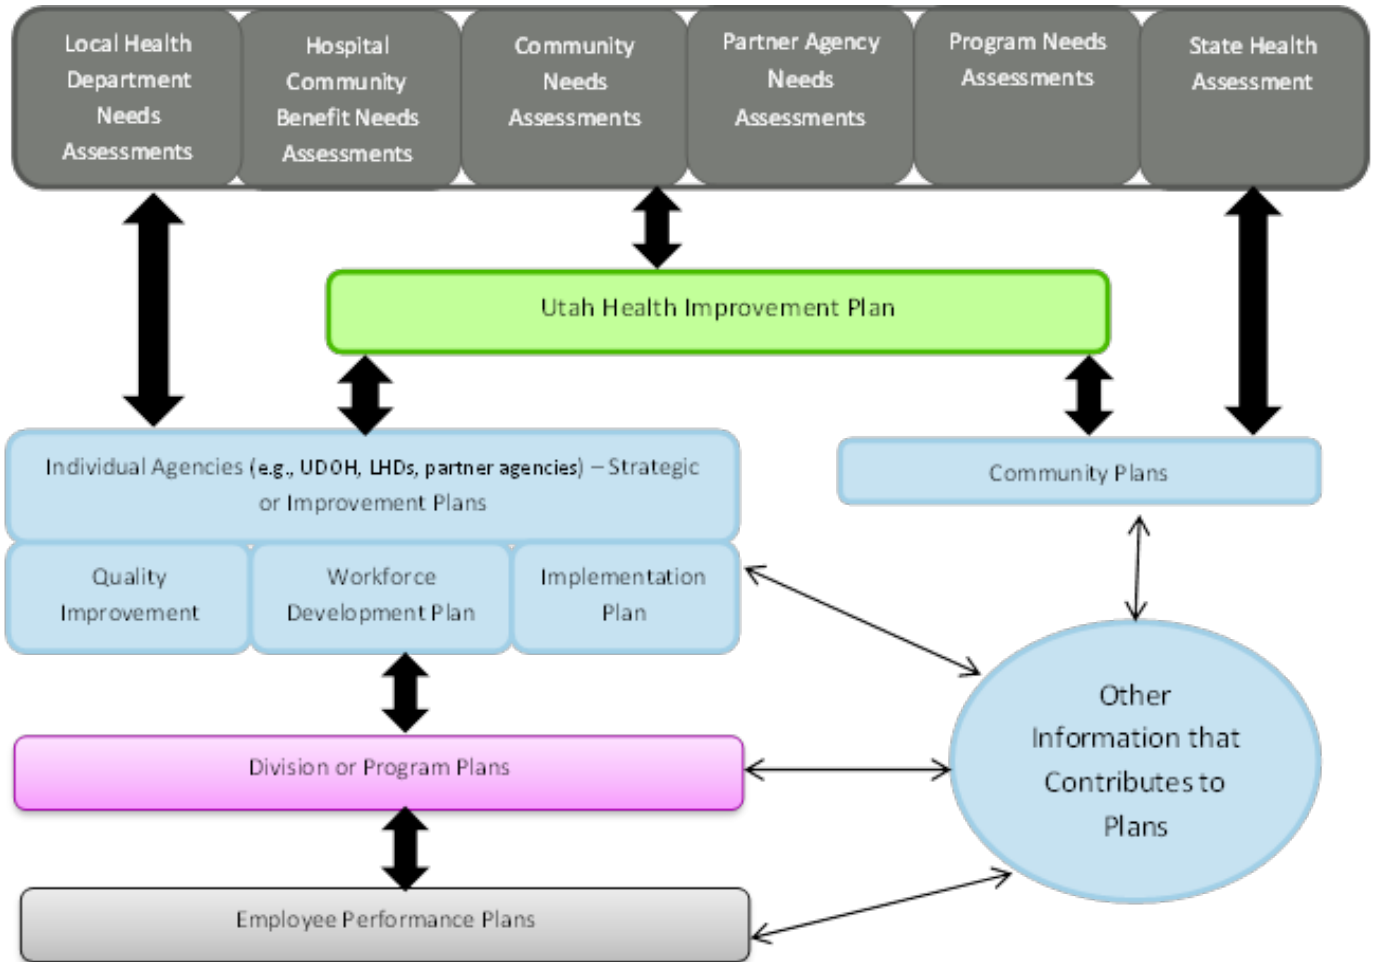 Local Health
Department
Needs
Assessments
Hospital
Community
Benefit Needs
Assessments
Community
Needs
Assessments
Partner Agency
Needs
Assessments
Program Needs
Assessments
State Health
Assessment
Utah Health Improvement Plan
Individual Agencies (e.g., UDOH, LHDs, partner agencies) – Strategic
or Improvement Plans
Community Plans
Quality
Improvement
Workforce
Development Plan
Implementation
Plan
Other
Information that
Contributes to
Plans
Division or Program Plans
Employee Performance Plans